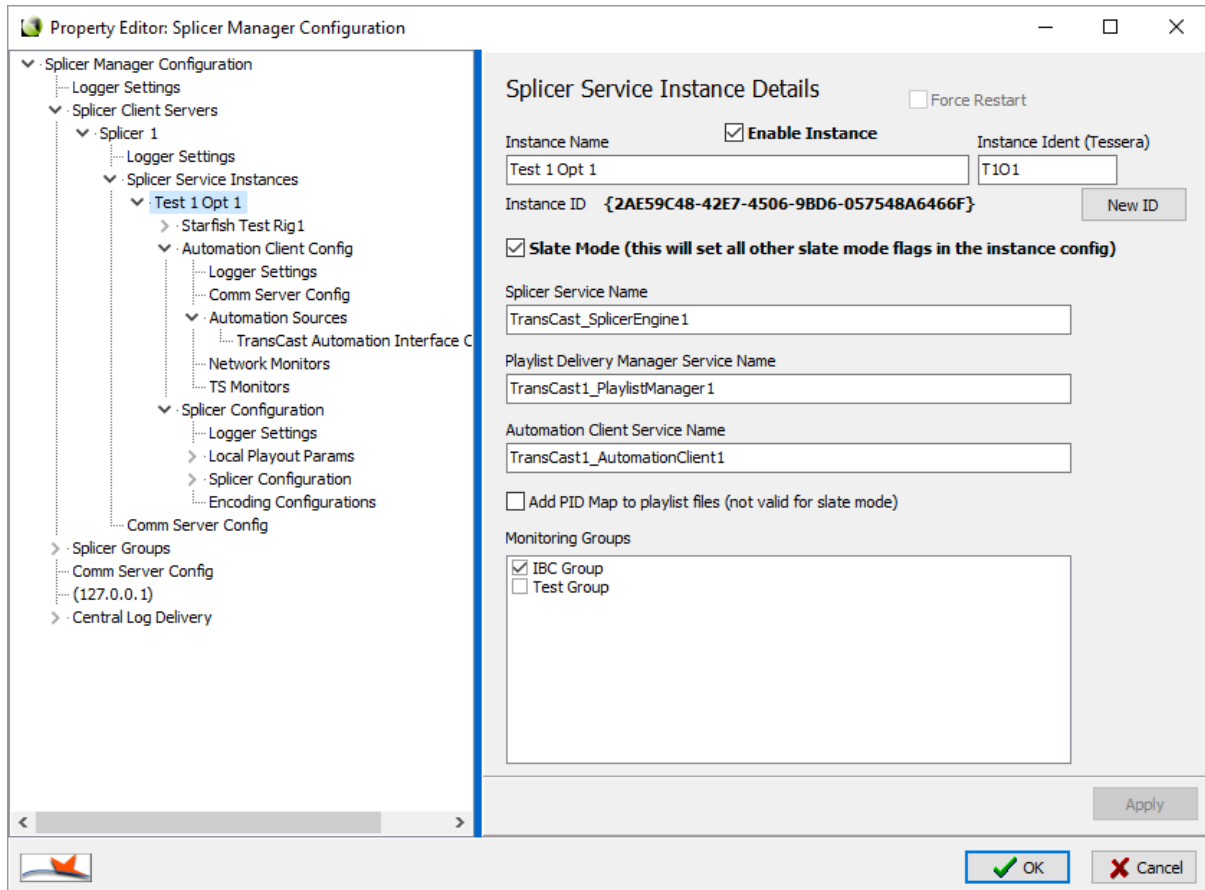 Property Editor: Splicer Manager Configuration
Splicer Manager Configuration
Logger Settings
Splicer Client Servers
Splicer 1
Logger Settings
Splicer Service Instances
Test 1 Opt 1
Starfish Test Rig1
Automation Client Config
Logger Settings
Comm Server Config
Automation Sources
TransCast Automation Interface C
Network Monitors
TS Monitors
Splicer Configuration
Logger Settings
Local Playout Params
Splicer Configuration
Encoding Configurations
Comm Server Config
Splicer Groups
Comm Server Config
(127.0.0.1)
Central Log Delivery
Splicer Service Instance Details
Force Restart
Enable Instance
Instance Name
Instance Ident (Tessera)
Test 1 Opt 1
T1O1
Instance ID {2AE59C48-42E7-4506-9BD6-057548A6466F}
New ID
Slate Mode (this will set all other slate mode flags in the instance config)
Splicer Service Name
TransCast_SplicerEngine1
Playlist Delivery Manager Service Name
TransCast1_PlaylistManager1
Automation Client Service Name
TransCast1_AutomationClient1
Add PID Map to playlist files (not valid for slate mode)
Monitoring Groups
IBC Group
Test Group
Apply
OK
Cancel